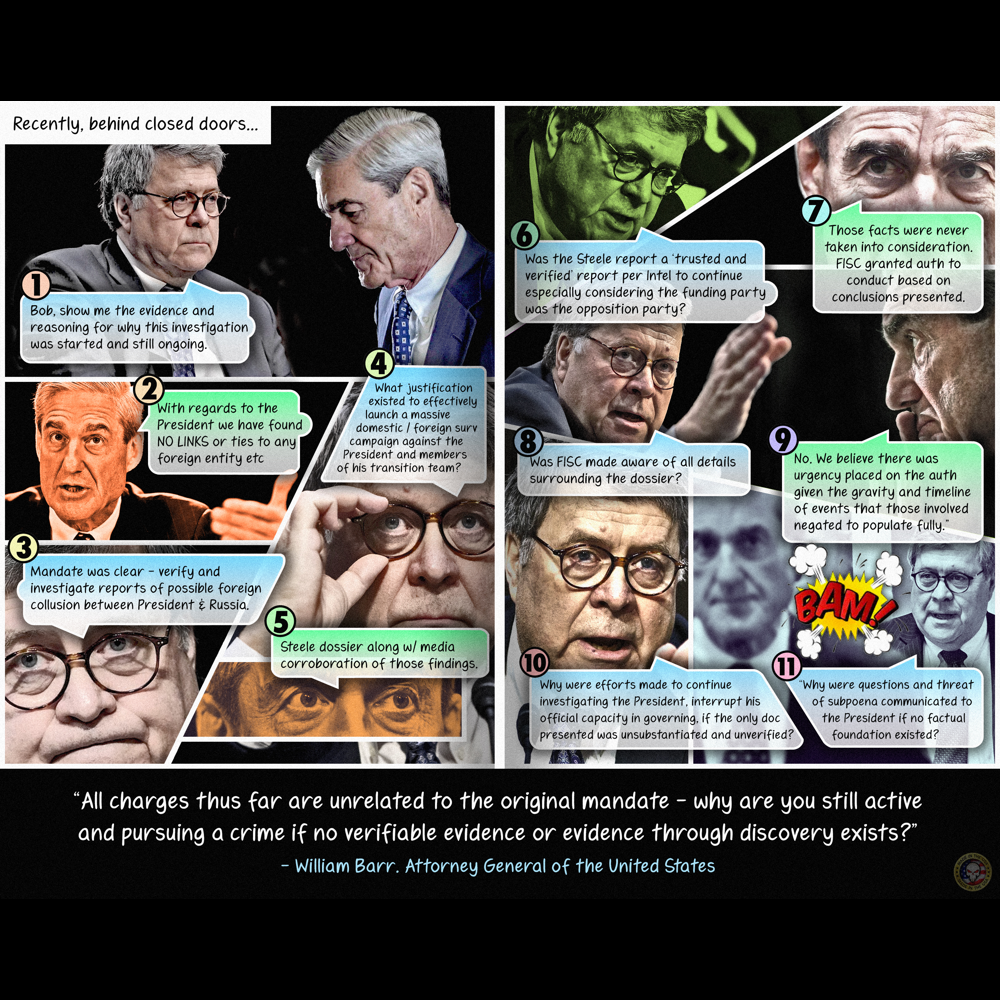 Recently, behind closed doors...
1
Bob, show me the evidence and
reasoning for why this investigation
was started and still ongoing.
2
With regards to the
President we have found
NO LINKS or ties to any
foreign entity etc
3
Mandate was clear – verify and
investigate reports of possible foreign
collusion between President & Russia.
4
What justification
existed to effectively
launch a massive
domestic / foreign surv
campaign against the
President and members
of his transition team?
5
Steele dossier along w/ media
corroboration of those findings.
6
Was the Steele report a 'trusted and
verified' report per Intel to continue
especially considering the funding party
was the opposition party?
7
Those facts were never
taken into consideration.
FISC granted auth to
conduct based on
conclusions presented.
8
Was FISC made aware of all details
surrounding the dossier?
9
No. We believe there was
urgency placed on the auth
given the gravity and timeline
of events that those involved
negated to populate fully."
10
Why were efforts made to continue
investigating the President, interrupt his
official capacity in governing, if the only doc
presented was unsubstantiated and unverified?
BAM!
11
"Why were questions and threat
of subpoena communicated to
the President if no factual
foundation existed?
"All charges thus far are unrelated to the original mandate – why are you still active
and pursuing a crime if no verifiable evidence or evidence through discovery exists?"
– William Barr. Attorney General of the United States